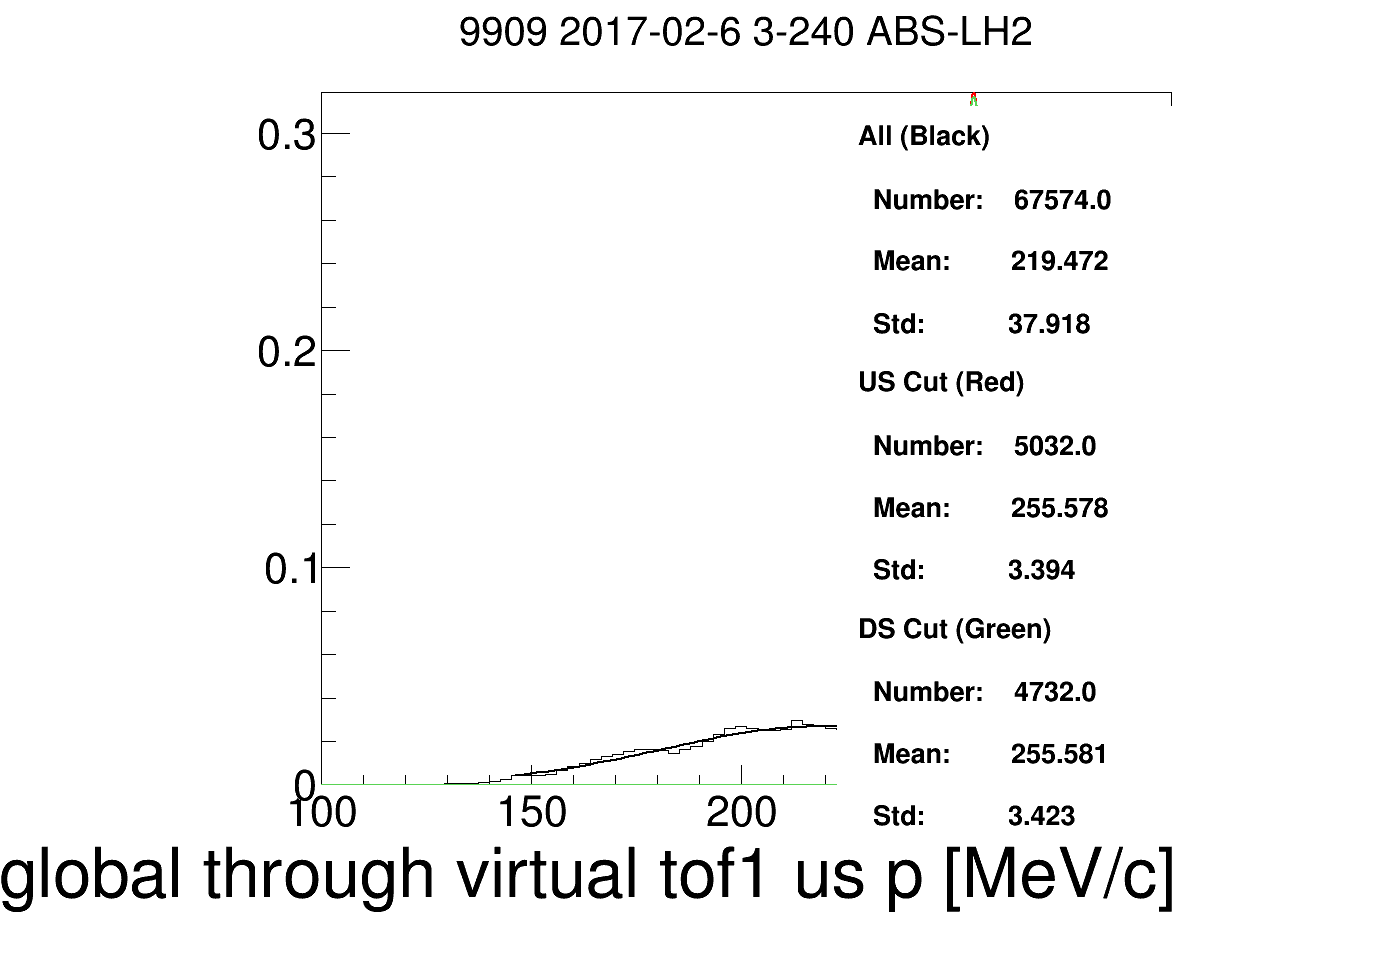 9909 2017-02-6 3-240 ABS-LH2
0.3
0.2
0.1
0
100 150 200
global through virtual tof1 us p [MeV/c]
All (Black)
Number: 67574.0
Mean: 219.472
Std: 37.918
US Cut (Red)
Number: 5032.0
Mean: 255.578
Std: 3.394
DS Cut (Green)
Number: 4732.0
Mean: 255.581
Std: 3.423